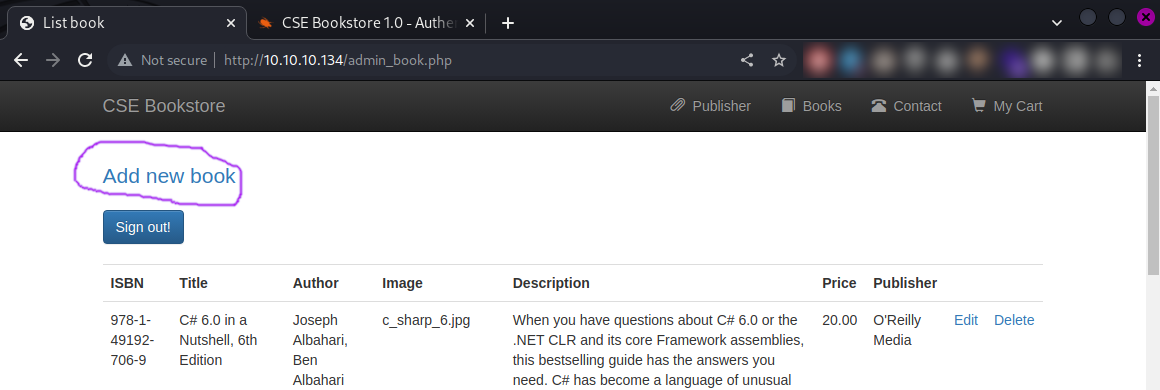 List book
CSE Bookstore 1.0 - Authe
Not secure http://10.10.10.134/admin_book.php
CSE Bookstore Publisher Books Contact My Cart
Add new book
Sign out!
ISBN Title Author Image Description Price Publisher
978-1- C# 6.0 in a Joseph c_sharp_6.jpg When you have questions about C# 6.0 or the 20.00 O'Reilly Edit Delete
49192- Nutshell, 6th Albahari, .NET CLR and its core Framework assemblies, Media
706-9 Edition Ben this bestselling guide has the answers you
Albahari need. C# has become a language of unusual